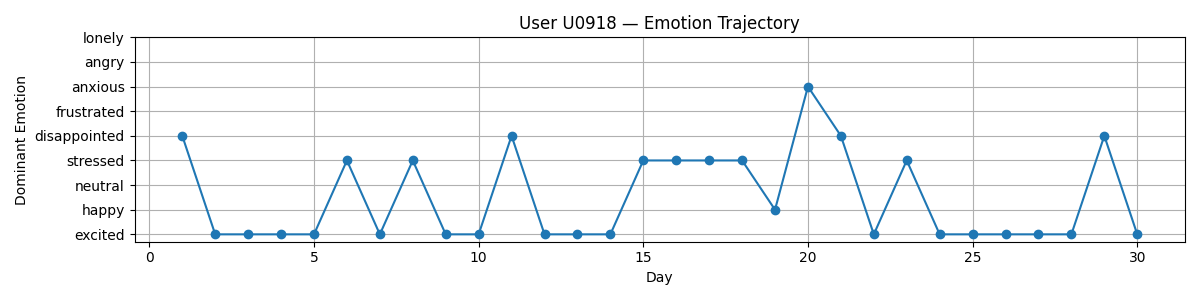 User U0918 — Emotion Trajectory
Dominant Emotion
lonely
angry
anxious
frustrated
disappointed
stressed
neutral
happy
excited
0 5 10 15 20 25 30
Day